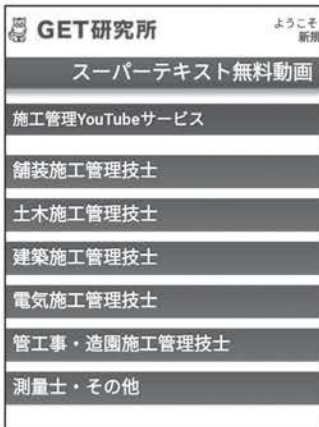 GET研究所
ようこそ
新規
スーパーテキスト無料動画
施工管理YouTubeサービス
舗装施工管理技士
土木施工管理技士
建築施工管理技士
電気施工管理技士
管工事・造園施工管理技士
測量士・その他